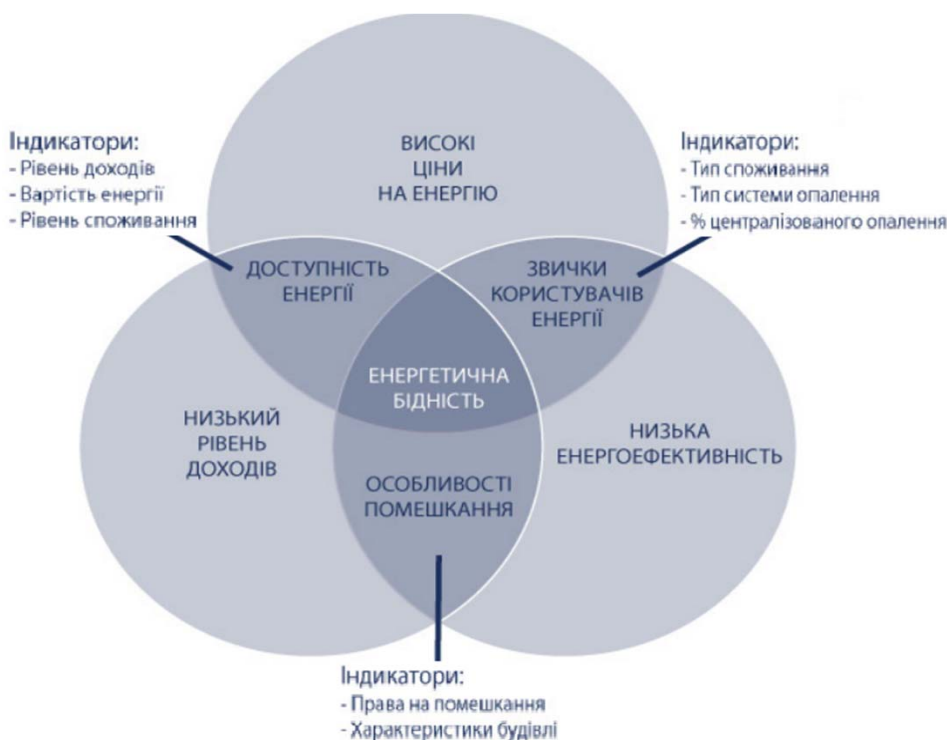 ВИСОКІ
ЦІНИ
НА ЕНЕРГІЮ
Індикатори:
- Рівень доходів
- Вартість енергії
- Рівень споживання
Індикатори:
- Тип споживання
- Тип системи опалення
- % централізованого опалення
ДОСТУПНІСТЬ
ЕНЕРГІЇ
ЗВИЧКИ
КОРИСТУВАЧІВ
ЕНЕРГІЇ
ЕНЕРГЕТИЧНА
БІДНІСТЬ
НИЗЬКИЙ
РІВЕНЬ
ДОХОДІВ
НИЗЬКА
ЕНЕРГОЕФЕКТИВНІСТЬ
ОСОБЛИВОСТІ
ПОМЕШКАННЯ
Індикатори:
- Права на помешкання
- Характеристики будівлі